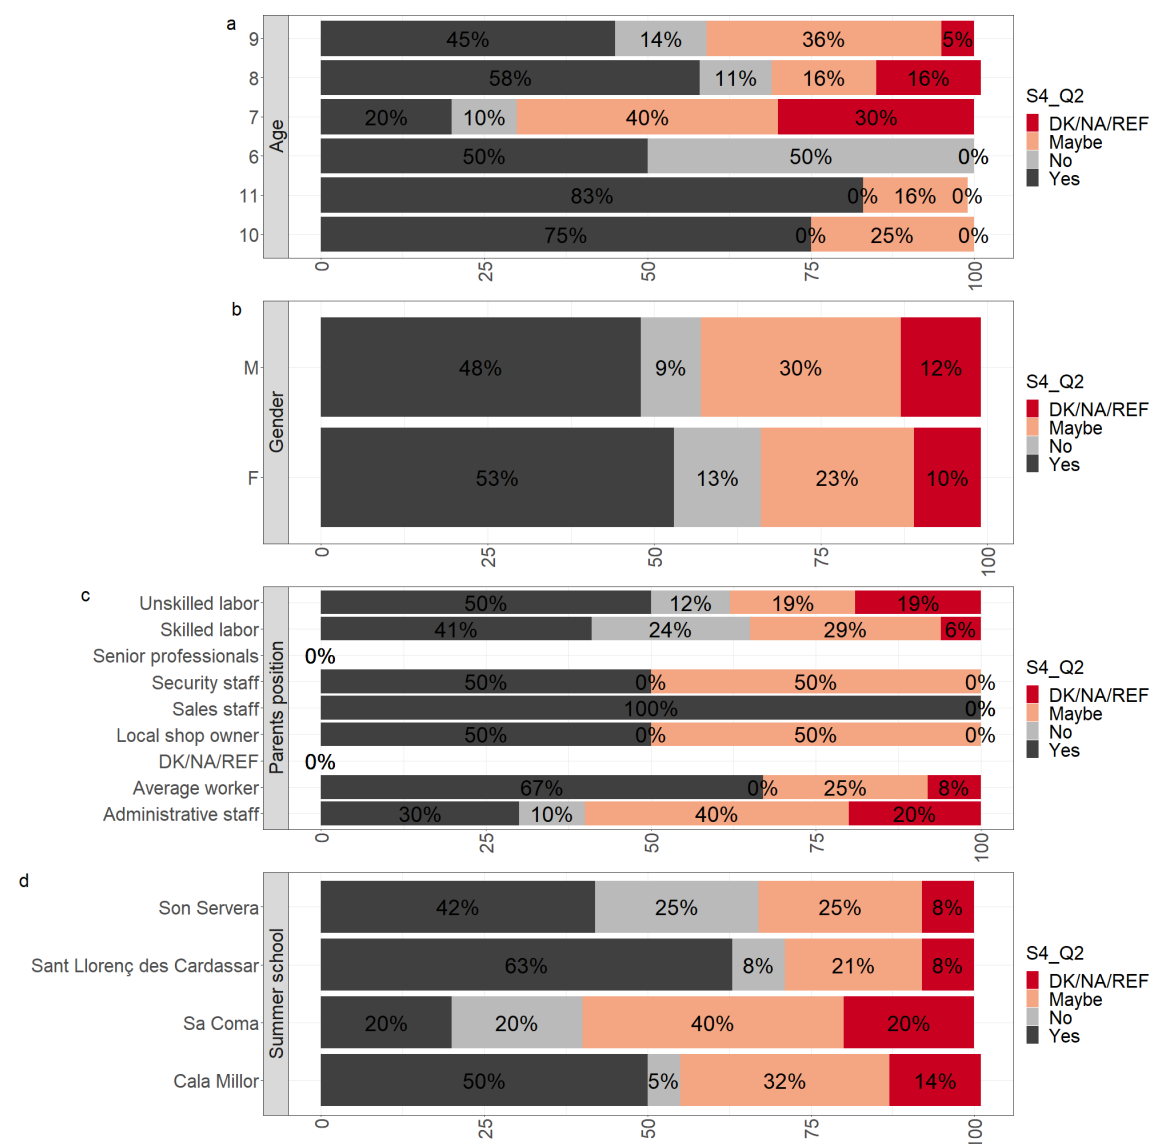 a
Age
9
45%
14%
36%
5%
8
58%
11%
16%
16%
7
20%
10%
40%
30%
6
50%
50%
0%
11
83%
0%
16%
0%
10
75%
0%
25%
0%
0
25
50
75
100
S4_Q2
DK/NA/REF
Maybe
No
Yes
b
Gender
M
48%
9%
30%
12%
F
53%
13%
23%
10%
0
25
50
75
100
S4_Q2
DK/NA/REF
Maybe
No
Yes
c
Parents position
Unskilled labor
50%
12%
19%
19%
Skilled labor
41%
24%
29%
6%
Senior professionals
0%
Security staff
50%
0%
50%
0%
Sales staff
100%
0%
Local shop owner
50%
0%
50%
0%
DK/NA/REF
0%
Average worker
67%
0%
25%
8%
Administrative staff
30%
10%
40%
20%
0
25
50
75
100
S4_Q2
DK/NA/REF
Maybe
No
Yes
d
Summer school
Son Servera
42%
25%
25%
8%
Sant Llorenç des Cardassar
63%
8%
21%
8%
Sa Coma
20%
20%
40%
20%
Cala Millor
50%
5%
32%
14%
0
25
50
75
100
S4_Q2
DK/NA/REF
Maybe
No
Yes